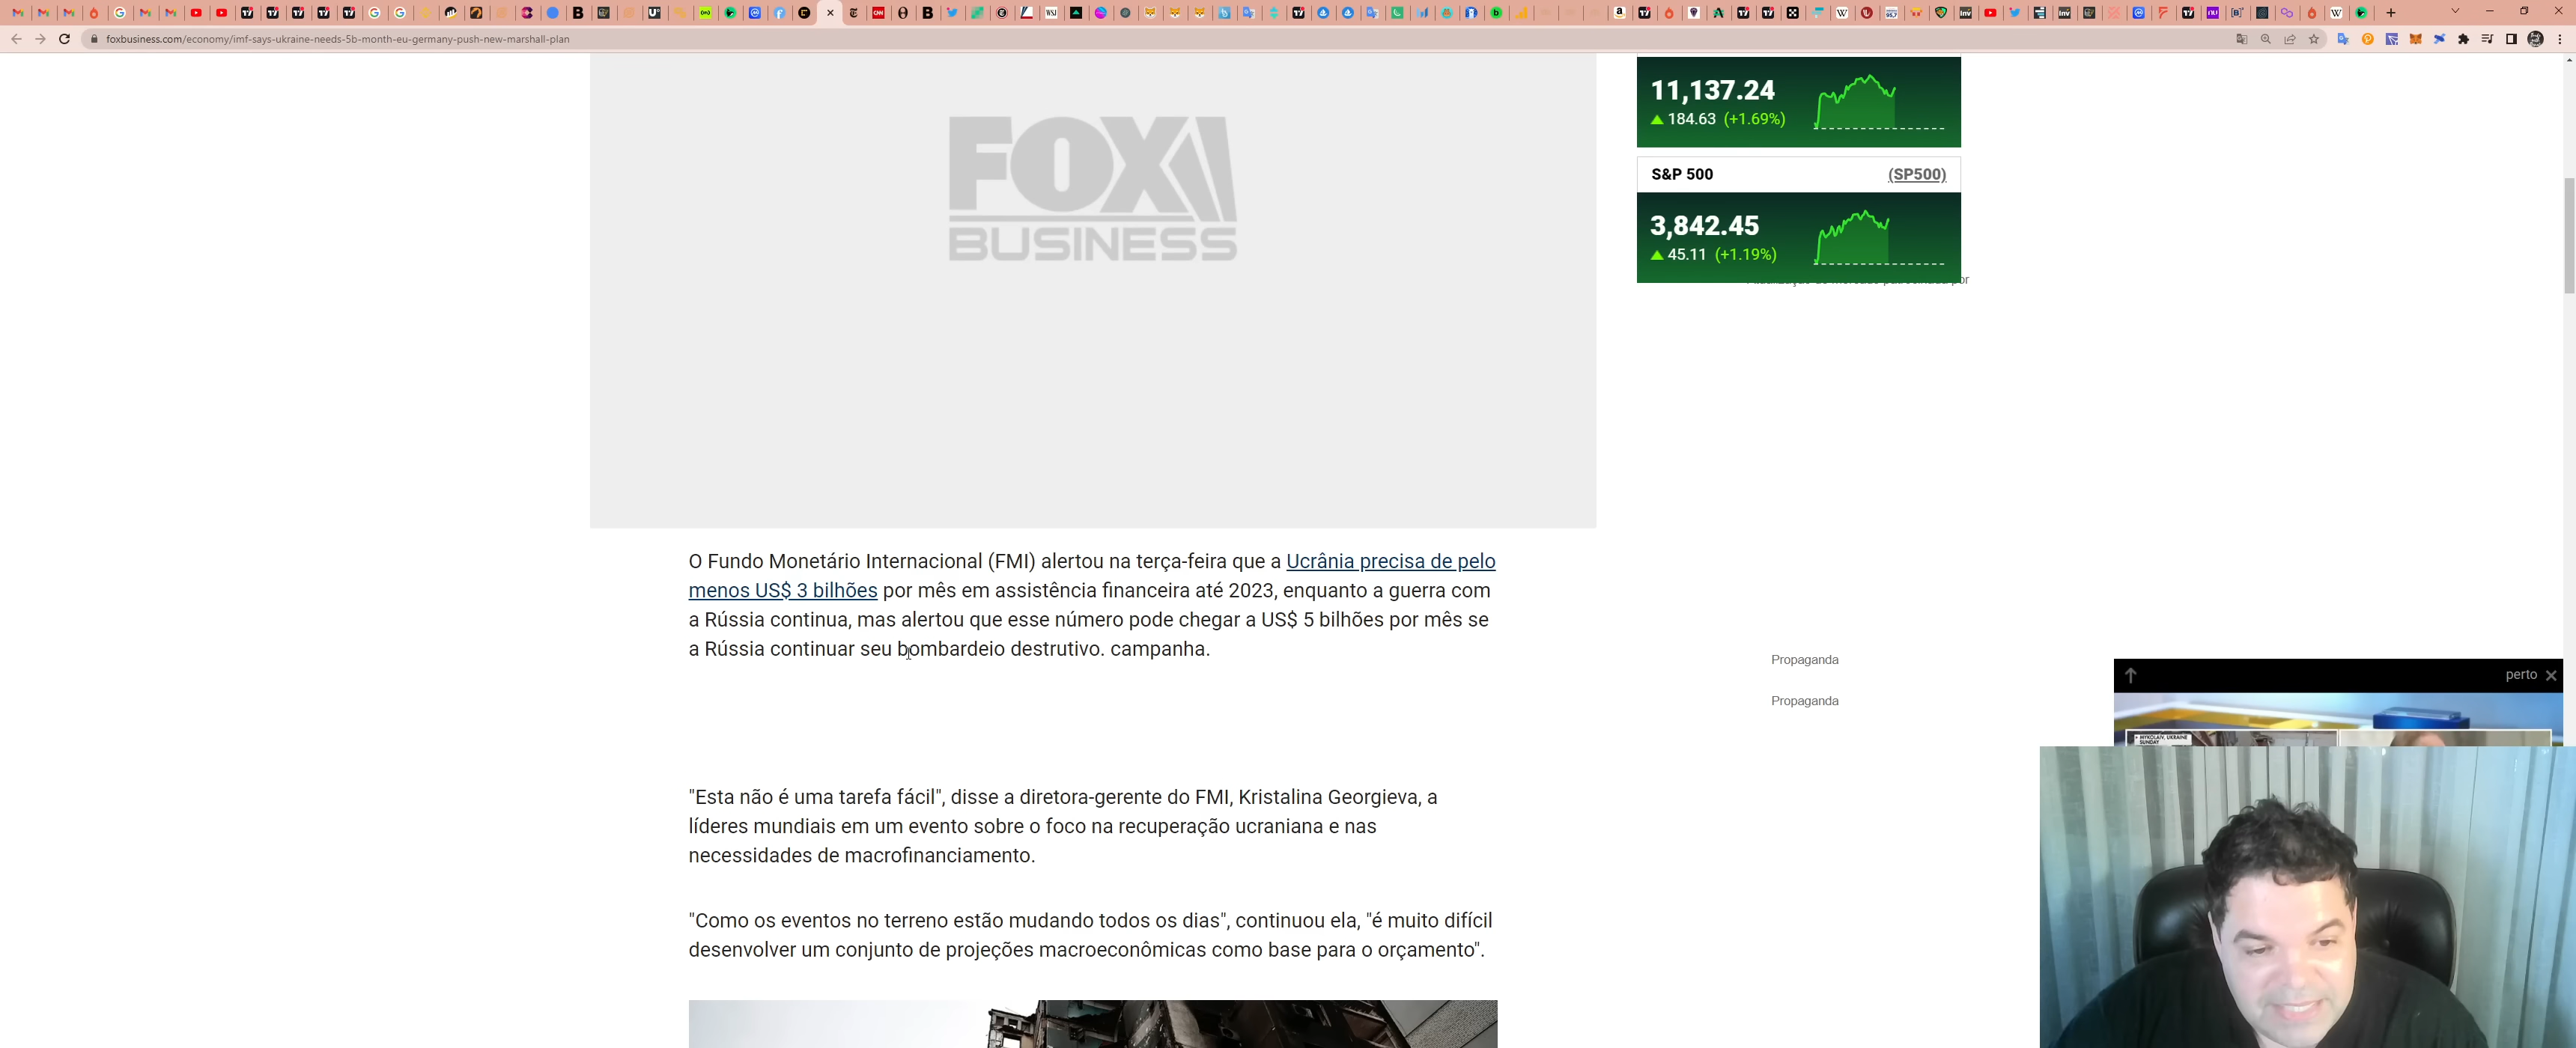 foxbusiness.com/economy/imf-says-ukraine-needs-5b-month-eu-germany-push-new-marshall-plan
FOX
BUSINESS
11,137.24
184.63 (+1.69%)
S&P 500 (SP500)
3,842.45
45.11 (+1.19%)
O Fundo Monetário Internacional (FMI) alertou na terça-feira que a Ucrânia precisa de pelo
menos US$ 3 bilhões por mês em assistência financeira até 2023, enquanto a guerra com
a Rússia continua, mas alertou que esse número pode chegar a US$ 5 bilhões por mês se
a Rússia continuar seu bombardeio destrutivo. campanha.
Propaganda
Propaganda
perto
MYKOLAIV, UKRAINE
SUNDAY
"Esta não é uma tarefa fácil", disse a diretora-gerente do FMI, Kristalina Georgieva, a
líderes mundiais em um evento sobre o foco na recuperação ucraniana e nas
necessidades de macrofinanciamento.
"Como os eventos no terreno estão mudando todos os dias", continuou ela, "é muito difícil
desenvolver um conjunto de projeções macroeconômicas como base para o orçamento".